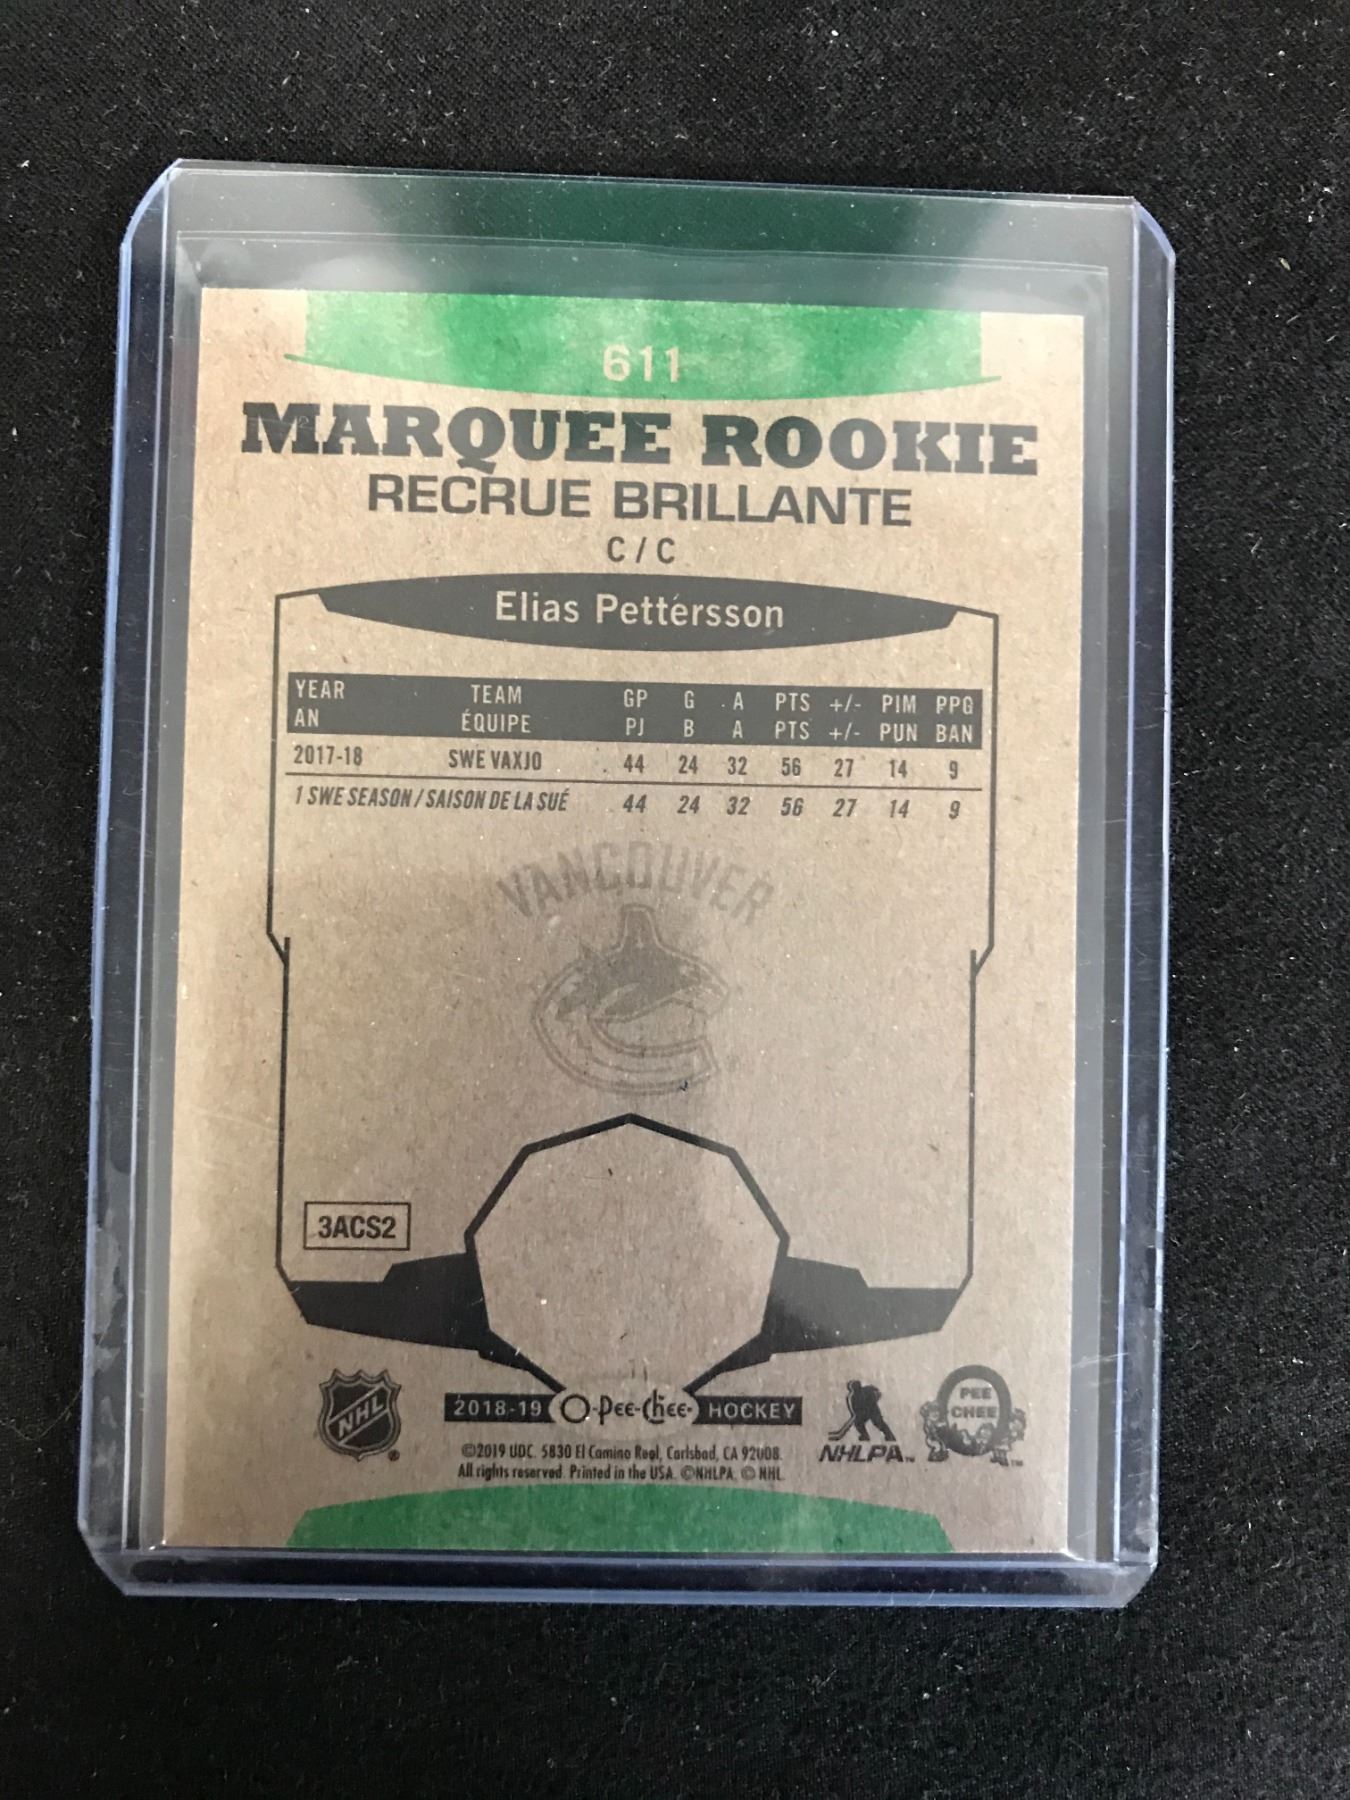 611
MARQUEE ROOKIE
RECRUE BRILLANTE
C / C
Elias Pettersson
YEAR TEAM GP G A PTS +/- PIM PPG
AN ÉQUIPE PJ B A PTS +/- PUN BAN
2017-18 SWE VAXJO 44 24 32 56 27 14 9
1 SWE SEASON / SAISON DE LA SUÉ 44 24 32 56 27 14 9
VANCOUVER
3ACS2
NHL
2018-19 O-Pee-Chee HOCKEY
NHLPA™
PEE
CHEE
©2019 UDC. 5830 El Camino Real, Carlsbad, CA 92008.
All rights reserved. Printed in the USA. ©NHLPA. © NHL.